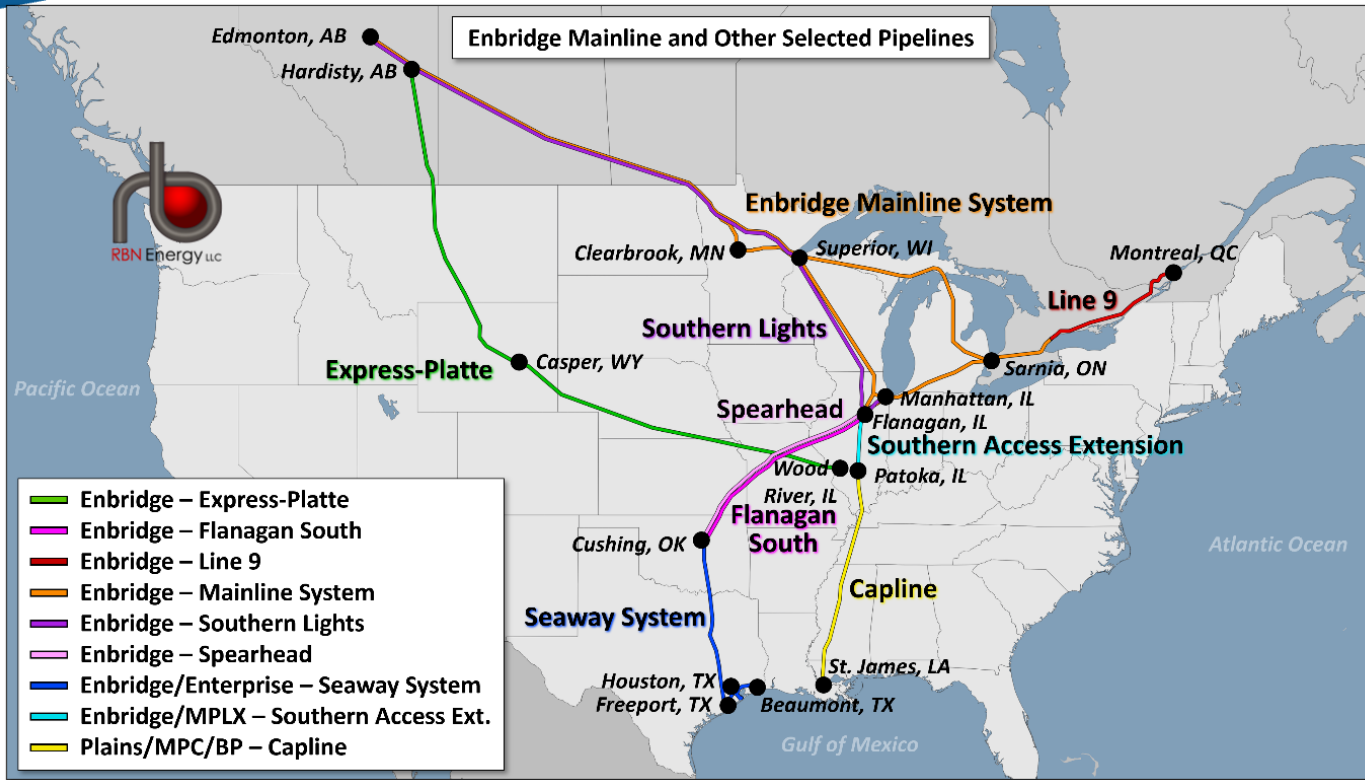 Enbridge Mainline and Other Selected Pipelines
Edmonton, AB
Hardisty, AB
RBN Energy LLC
Enbridge Mainline System
Clearbrook, MN
Superior, WI
Montreal, QC
Line 9
Southern Lights
Express-Platte
Casper, WY
Sarnia, ON
Pacific Ocean
Manhattan, IL
Spearhead
Flanagan, IL
Southern Access Extension
Wood
River, IL
Patoka, IL
Flanagan
South
Cushing, OK
Atlantic Ocean
Capline
Seaway System
St. James, LA
Houston, TX
Freeport, TX
Beaumont, TX
Gulf of Mexico
Enbridge – Express-Platte
Enbridge – Flanagan South
Enbridge – Line 9
Enbridge – Mainline System
Enbridge – Southern Lights
Enbridge – Spearhead
Enbridge/Enterprise – Seaway System
Enbridge/MPLX – Southern Access Ext.
Plains/MPC/BP – Capline